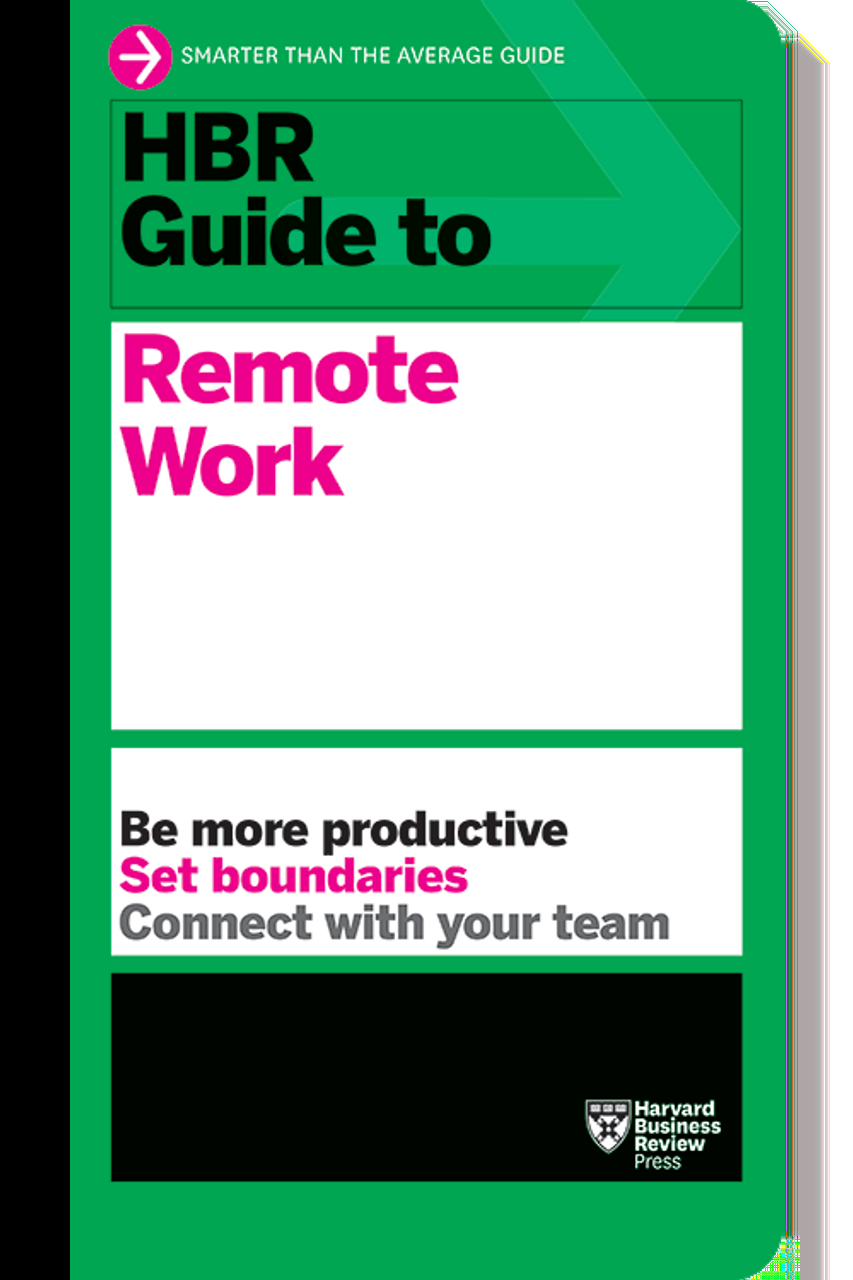 SMARTER THAN THE AVERAGE GUIDE
HBR
Guide to
Remote
Work
Be more productive
Set boundaries
Connect with your team
Harvard
Business
Review
Press